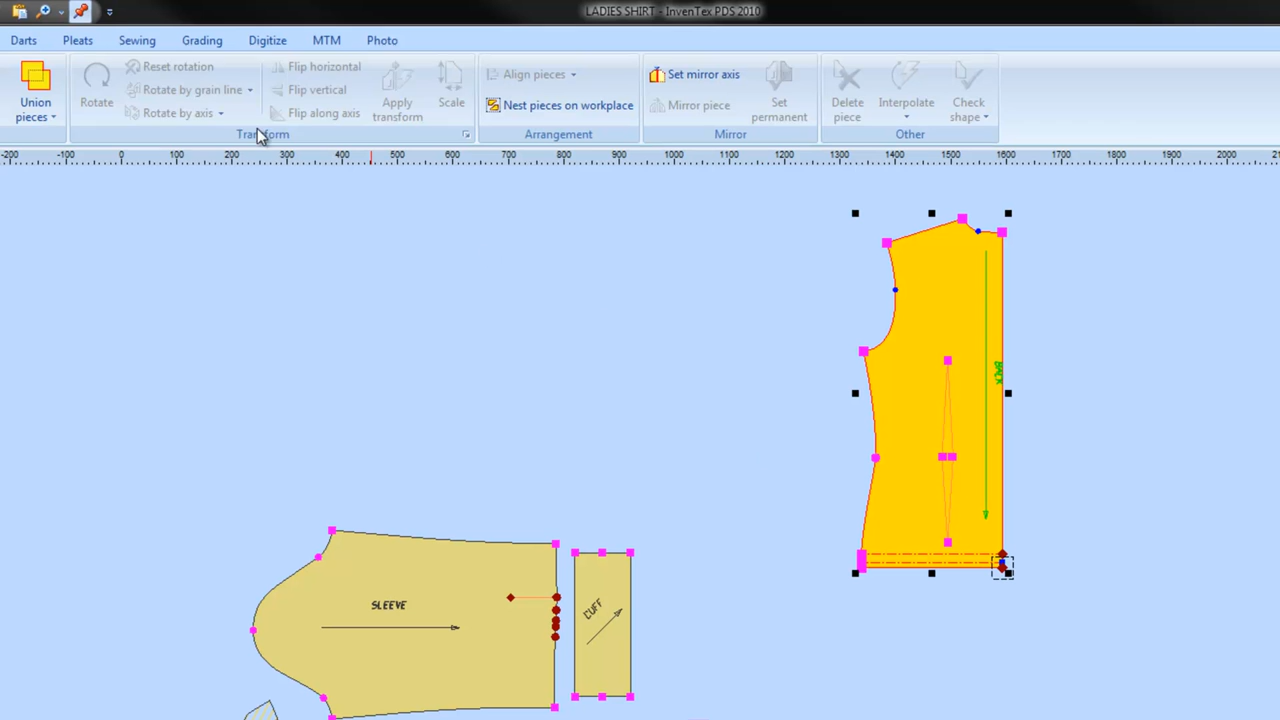 LADIES SHIRT - InvenTex PDS 2010
Darts Pleats Sewing Grading Digitize MTM Photo
Union pieces
Rotate
Reset rotation
Rotate by grain line
Rotate by axis
Flip horizontal
Flip vertical
Flip along axis
Apply transform
Scale
Transform
Align pieces
Nest pieces on workplace
Arrangement
Set mirror axis
Mirror piece
Set permanent
Mirror
Delete piece
Interpolate
Check shape
Other
-200 -100 0 100 200 300 400 500 600 700 800 900 1000 1100 1200 1300 1400 1500 1600 1700 1800 1900 2000
BACK
SLEEVE
CUFF